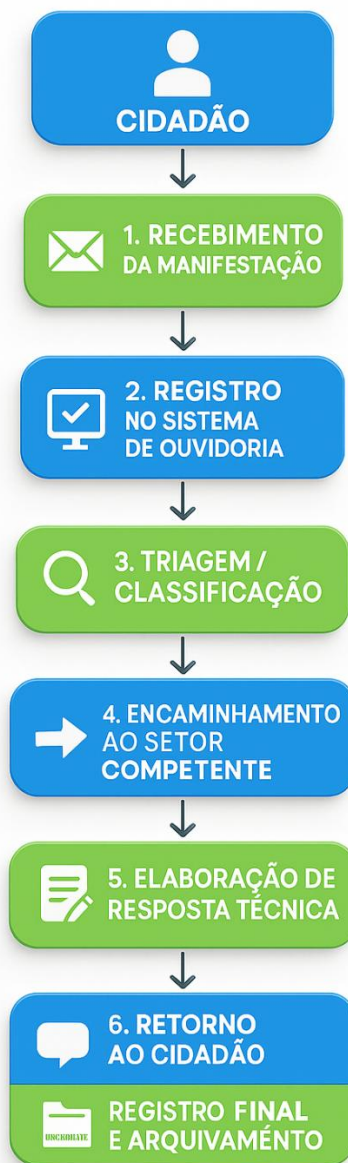 CIDADÃO
1. RECEBIMENTO
DA MANIFESTAÇÃO
2. REGISTRO
NO SISTEMA
DE OUVIDORIA
3. TRIAGEM /
CLASSIFICAÇÃO
4. ENCAMINHAMENTO
AO SETOR
COMPETENTE
5. ELABORAÇÃO DE
RESPOSTA TÉCNICA
6. RETORNO
AO CIDADÃO
REGISTRO FINAL
E ARQUIVAMÉNTO